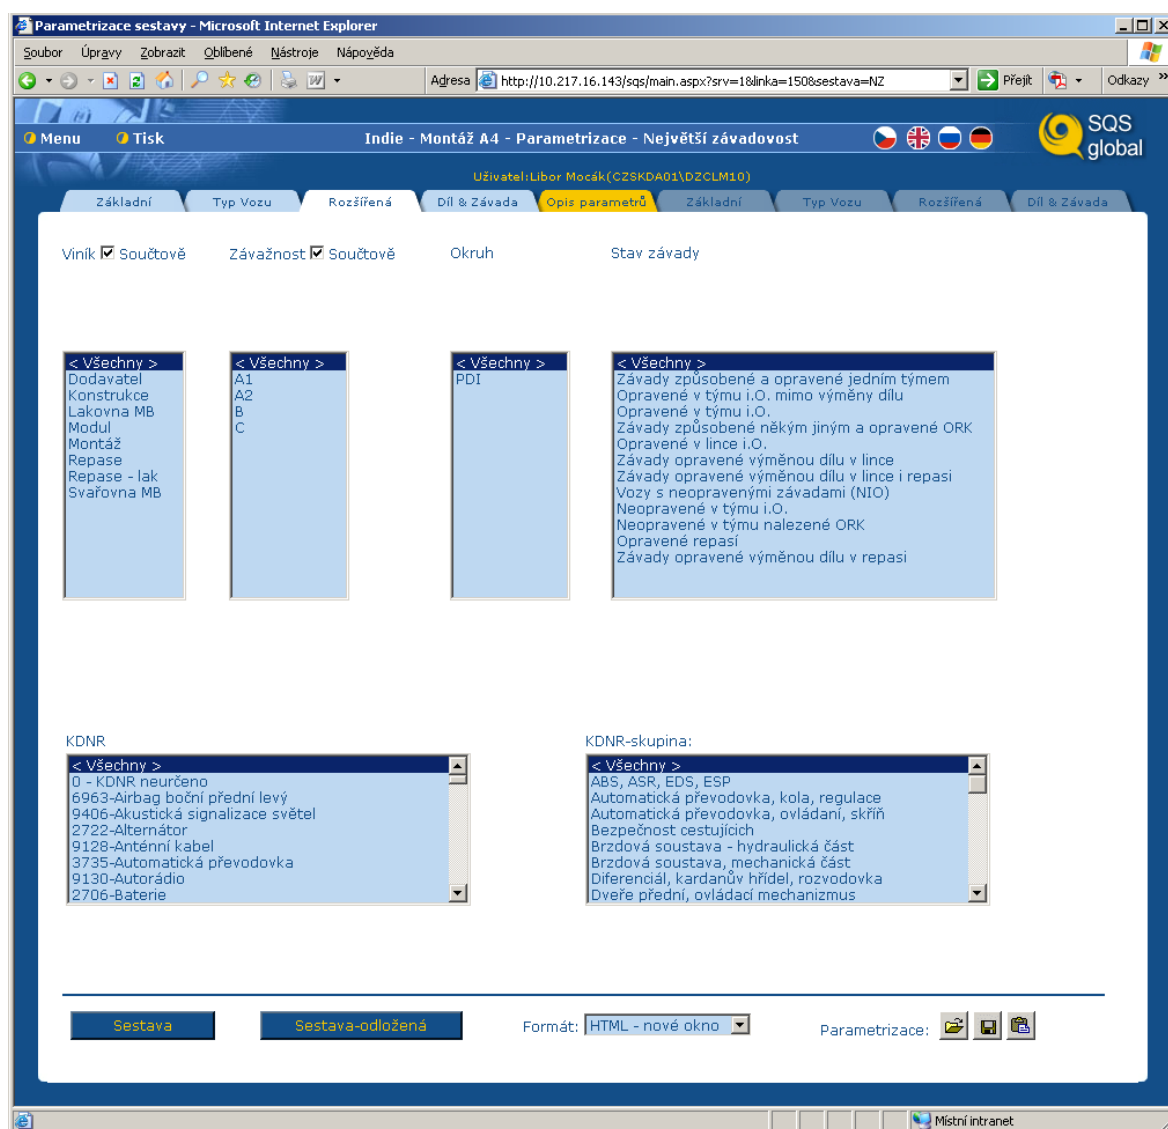 Parametrizace sestavy - Microsoft Internet Explorer
Soubor Úpravy Zobrazit Oblíbené Nástroje Nápověda
Adresa http://10.217.16.143/sqs/main.aspx?srv=1&linka=150&sestava=NZ Přejít Odkazy »
Menu Tisk Indie - Montáž A4 - Parametrizace - Největší závadovost SQS global
Uživatel:Libor Mocák(CZSKDA01\DZCLM10)
Základní Typ Vozu Rozšířená Díl & Závada Opis parametrů Základní Typ Vozu Rozšířená Díl & Závada
Viník Součtově Závažnost Součtově Okruh Stav závady
< Všechny >
Dodavatel
Konstrukce
Lakovna MB
Modul
Montáž
Repase
Repase - lak
Svařovna MB
< Všechny >
A1
A2
B
C
< Všechny >
PDI
< Všechny >
Závady způsobené a opravené jedním týmem
Opravené v týmu i.O. mimo výměny dílu
Opravené v týmu i.O.
Závady způsobené někým jiným a opravené ORK
Opravené v lince i.O.
Závady opravené výměnou dílu v lince
Závady opravené výměnou dílu v lince i repasi
Vozy s neopravenými závadami (NIO)
Neopravené v týmu i.O.
Neopravené v týmu nalezené ORK
Opravené repasí
Závady opravené výměnou dílu v repasi
KDNR
< Všechny >
0 - KDNR neurčeno
6963-Airbag boční přední levý
9406-Akustická signalizace světel
2722-Alternátor
9128-Anténní kabel
3735-Automatická převodovka
9130-Autorádio
2706-Baterie
KDNR-skupina:
< Všechny >
ABS, ASR, EDS, ESP
Automatická převodovka, kola, regulace
Automatická převodovka, ovládaní, skříň
Bezpečnost cestujících
Brzdová soustava - hydraulická část
Brzdová soustava, mechanická část
Diferenciál, kardanův hřídel, rozvodovka
Dveře přední, ovládací mechanizmus
Sestava Sestava-odložená Formát: HTML - nové okno Parametrizace:
Místní intranet